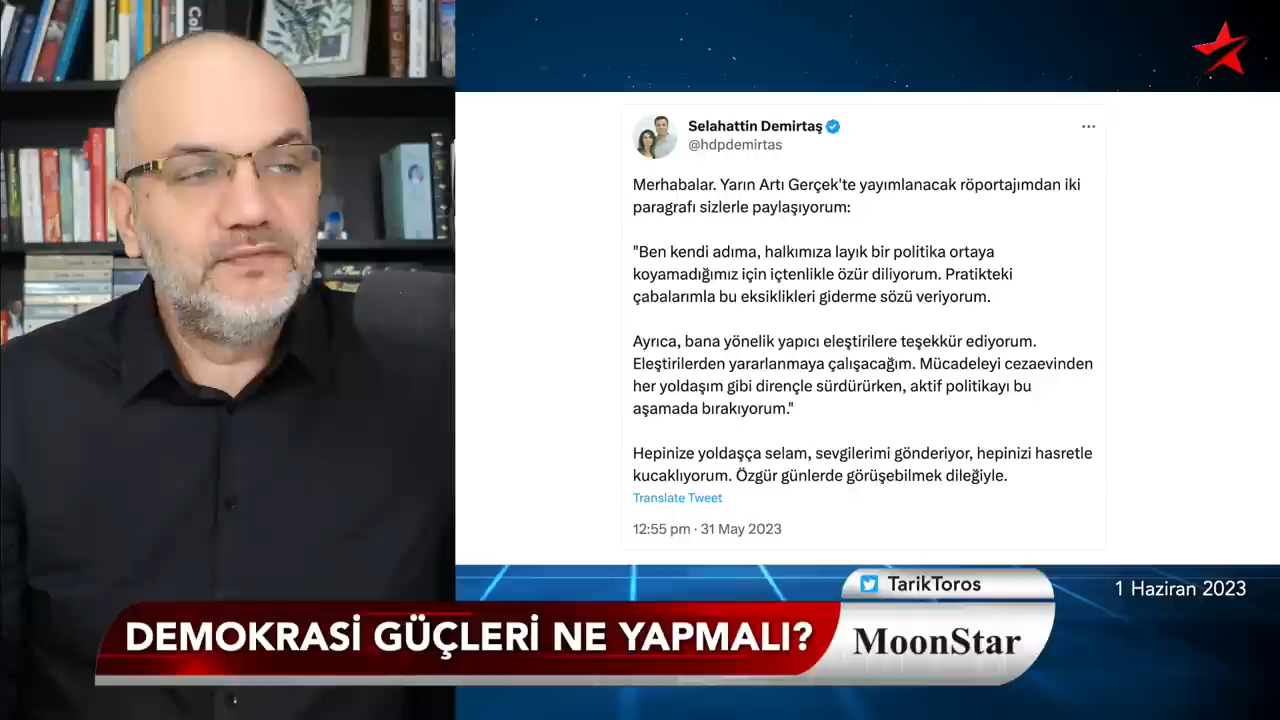 Selahattin Demirtaş
@hdpdemirtas
Merhabalar. Yarın Artı Gerçek'te yayımlanacak röportajımdan iki
paragrafı sizlerle paylaşıyorum:
"Ben kendi adıma, halkımıza layık bir politika ortaya
koyamadığımız için içtenlikle özür diliyorum. Pratikteki
çabalarımla bu eksiklikleri giderme sözü veriyorum.
Ayrıca, bana yönelik yapıcı eleştirilere teşekkür ediyorum.
Eleştirilerden yararlanmaya çalışacağım. Mücadeleyi cezaevinden
her yoldaşım gibi dirençle sürdürürken, aktif politikayı bu
aşamada bırakıyorum."
Hepinize yoldaşça selam, sevgilerimi gönderiyor, hepinizi hasretle
kucaklıyorum. Özgür günlerde görüşebilmek dileğiyle.
Translate Tweet
12:55 pm · 31 May 2023
TarikToros
1 Haziran 2023
DEMOKRASİ GÜÇLERİ NE YAPMALI?
MoonStar